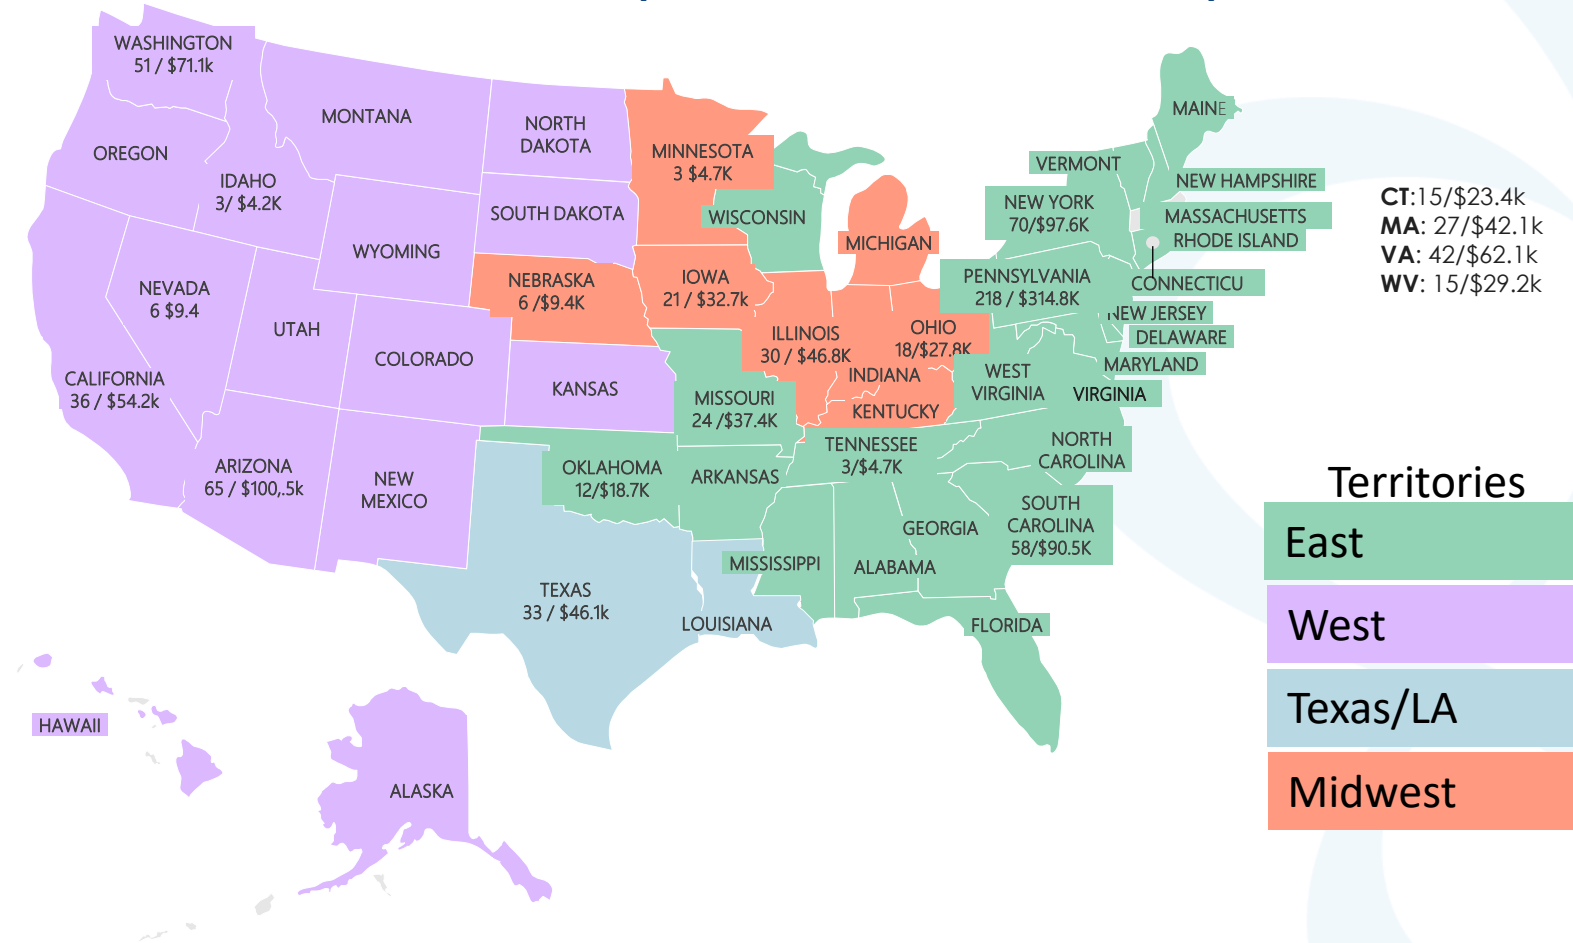 WASHINGTON
51 / $71.1k
MONTANA
NORTH
DAKOTA
MINNESOTA
3 $4.7K
OREGON
IDAHO
3/ $4.2K
SOUTH DAKOTA
WISCONSIN
MICHIGAN
MAINE
VERMONT
NEW HAMPSHIRE
NEW YORK
70/$97.6K
MASSACHUSETTS
RHODE ISLAND
CONNECTICU
CT:15/$23.4k
MA: 27/$42.1k
VA: 42/$62.1k
WV: 15/$29.2k
WYOMING
NEBRASKA
6 /$9.4K
IOWA
21 / $32.7k
PENNSYLVANIA
218 / $314.8K
NEW JERSEY
DELAWARE
MARYLAND
NEVADA
6 $9.4
UTAH
COLORADO
ILLINOIS
30 / $46.8K
OHIO
18/$27.8K
INDIANA
WEST
VIRGINIA
VIRGINIA
CALIFORNIA
36 / $54.2k
KANSAS
MISSOURI
24 /$37.4K
KENTUCKY
TENNESSEE
3/$4.7K
NORTH
CAROLINA
ARIZONA
65 / $100,.5k
NEW
MEXICO
OKLAHOMA
12/$18.7K
ARKANSAS
SOUTH
CAROLINA
58/$90.5K
GEORGIA
MISSISSIPPI
ALABAMA
TEXAS
33 / $46.1k
LOUISIANA
FLORIDA
HAWAII
ALASKA
Territories
East
West
Texas/LA
Midwest